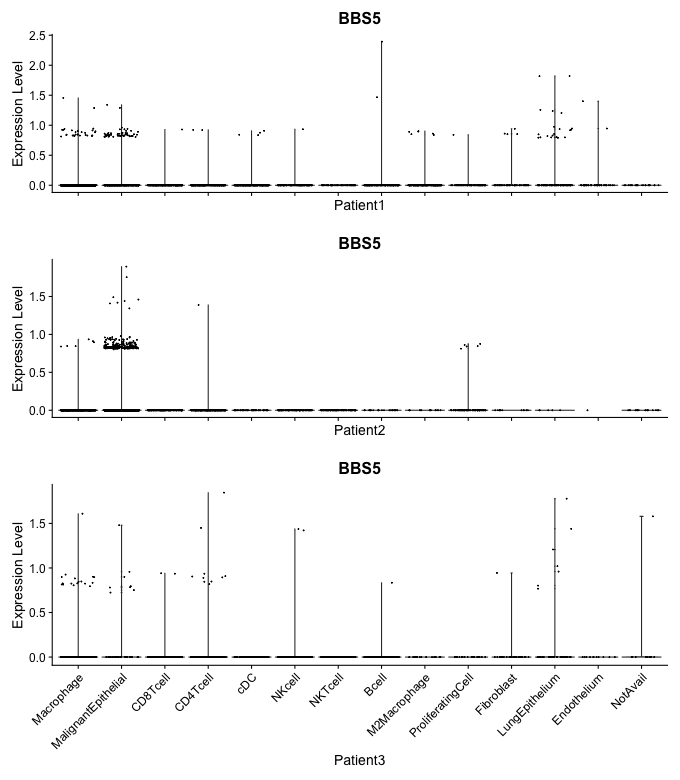 BBS5
Expression Level
2.5
2.0
1.5
1.0
0.5
0.0
Patient1
BBS5
Expression Level
1.5
1.0
0.5
0.0
Patient2
BBS5
Expression Level
1.5
1.0
0.5
0.0
Macrophage
MalignantEpithelial
CD8Tcell
CD4Tcell
cDC
NKcell
NKTcell
Bcell
M2Macrophage
ProliferatingCell
Fibroblast
LungEpithelium
Endothelium
NotAvail
Patient3